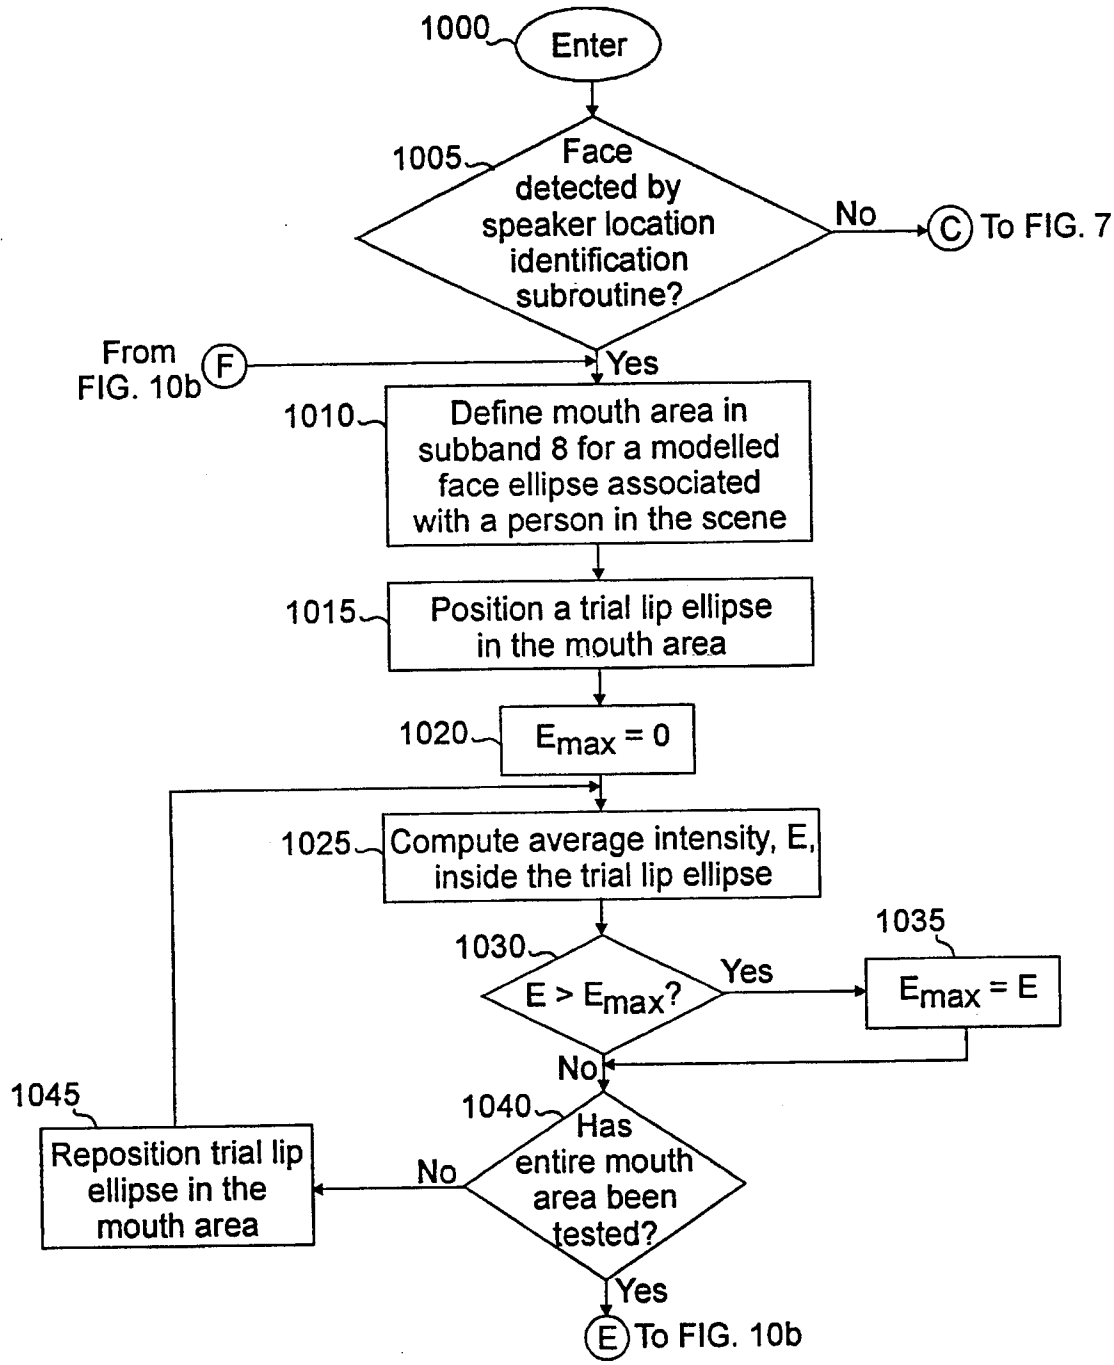 1000
Enter
1005
Face
detected by
speaker location
identification
subroutine?
No
C To FIG. 7
From
FIG. 10b
F
Yes
1010
Define mouth area in
subband 8 for a modelled
face ellipse associated
with a person in the scene
1015
Position a trial lip ellipse
in the mouth area
1020
Emax = 0
1025
Compute average intensity, E,
inside the trial lip ellipse
1030
E > Emax?
Yes
1035
Emax = E
No
1040
Has
entire mouth
area been
tested?
No
1045
Reposition trial lip
ellipse in the
mouth area
Yes
E To FIG. 10b